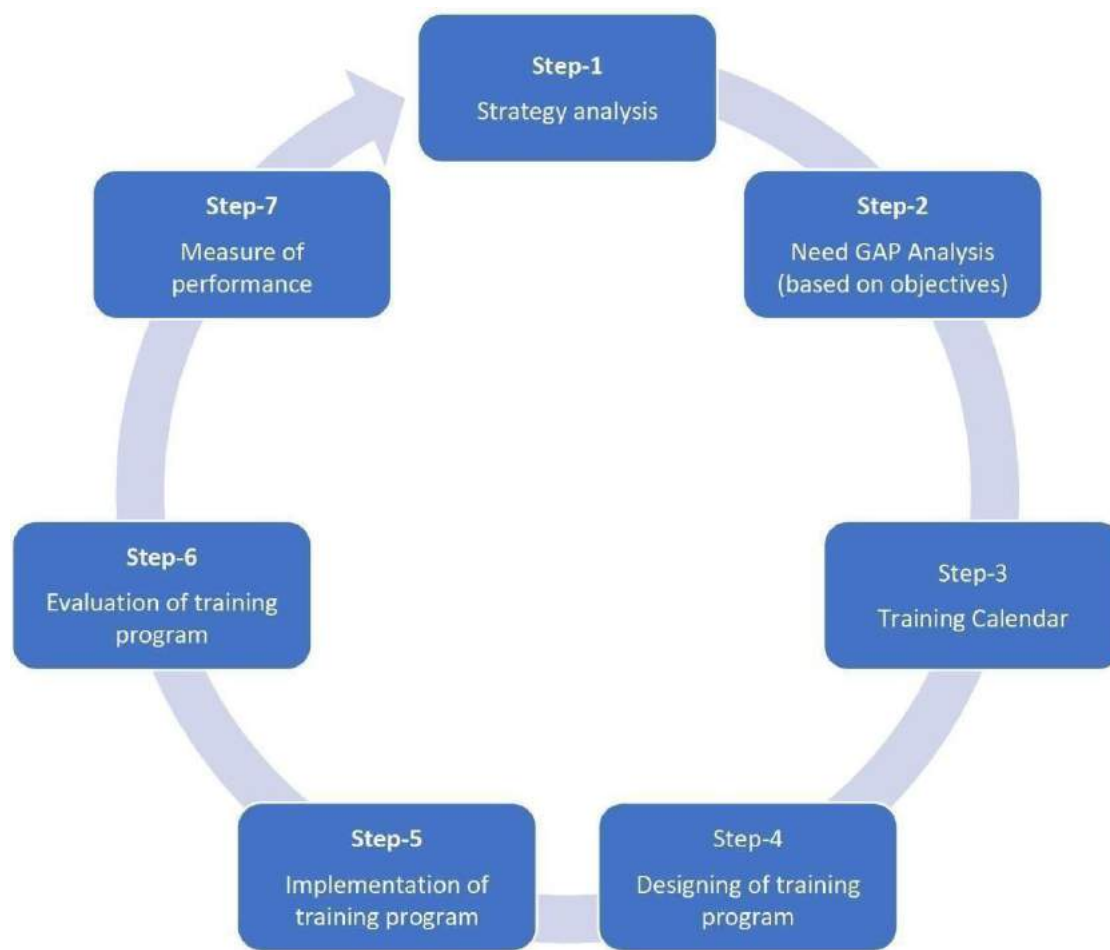 Step-1
Strategy analysis
Step-2
Need GAP Analysis
(based on objectives)
Step-3
Training Calendar
Step-4
Designing of training
program
Step-5
Implementation of
training program
Step-6
Evaluation of training
program
Step-7
Measure of
performance